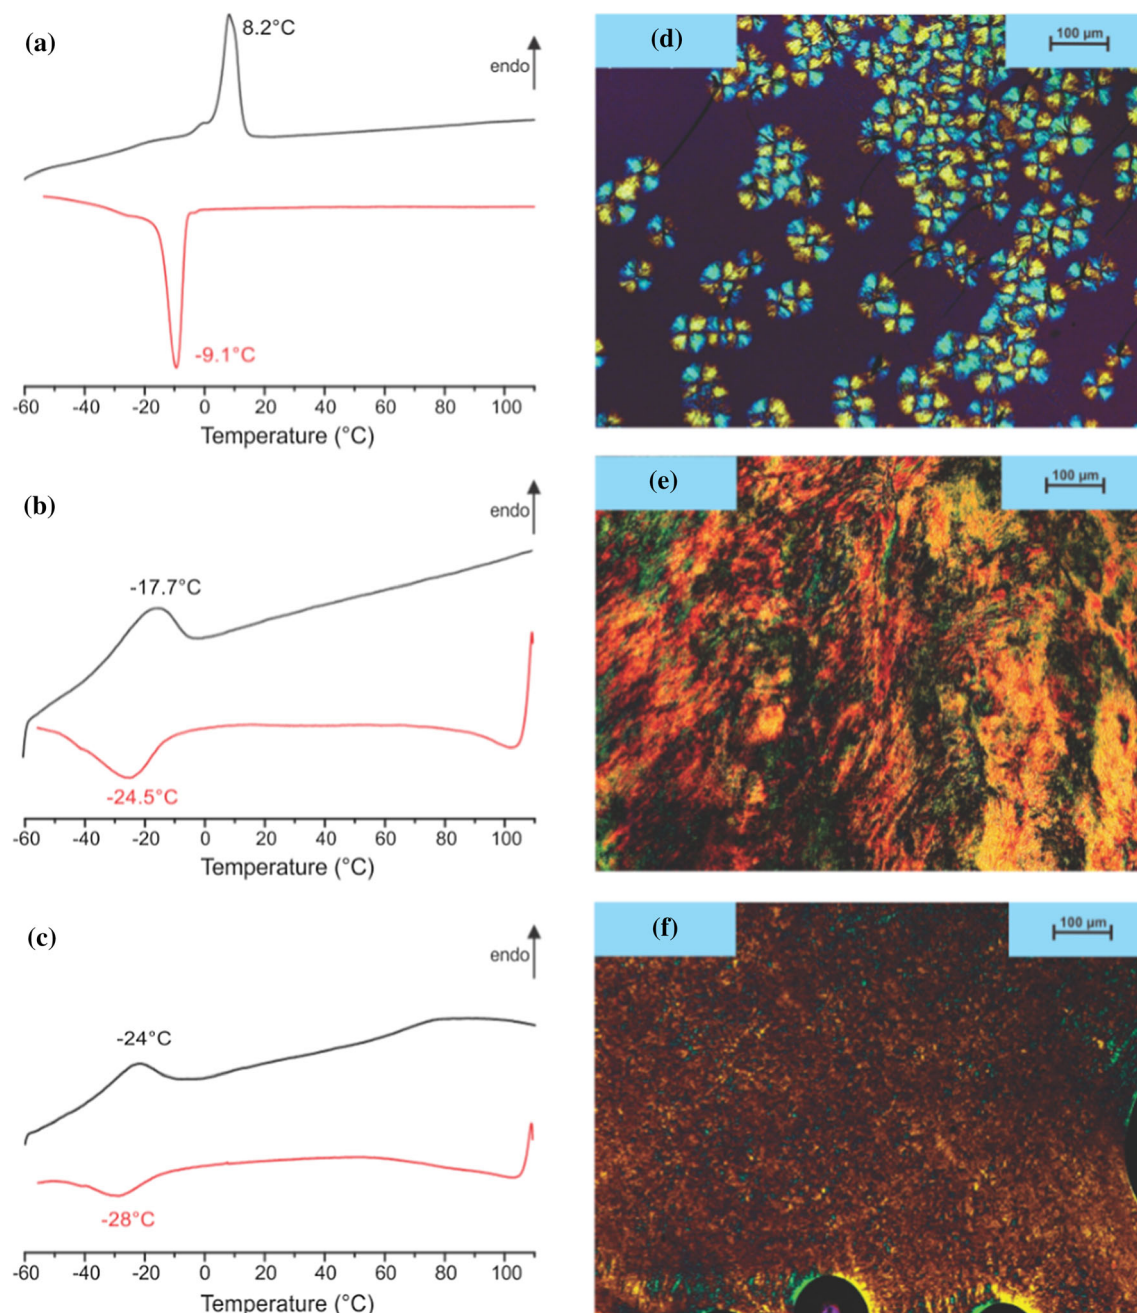 (a)
8.2°C
endo
-9.1°C
-60 -40 -20 0 20 40 60 80 100
Temperature (°C)
(d)
100 µm
(b)
endo
-17.7°C
-24.5°C
-60 -40 -20 0 20 40 60 80 100
Temperature (°C)
(e)
100 µm
(c)
endo
-24°C
-28°C
-60 -40 -20 0 20 40 60 80 100
Temperature (°C)
(f)
100 µm